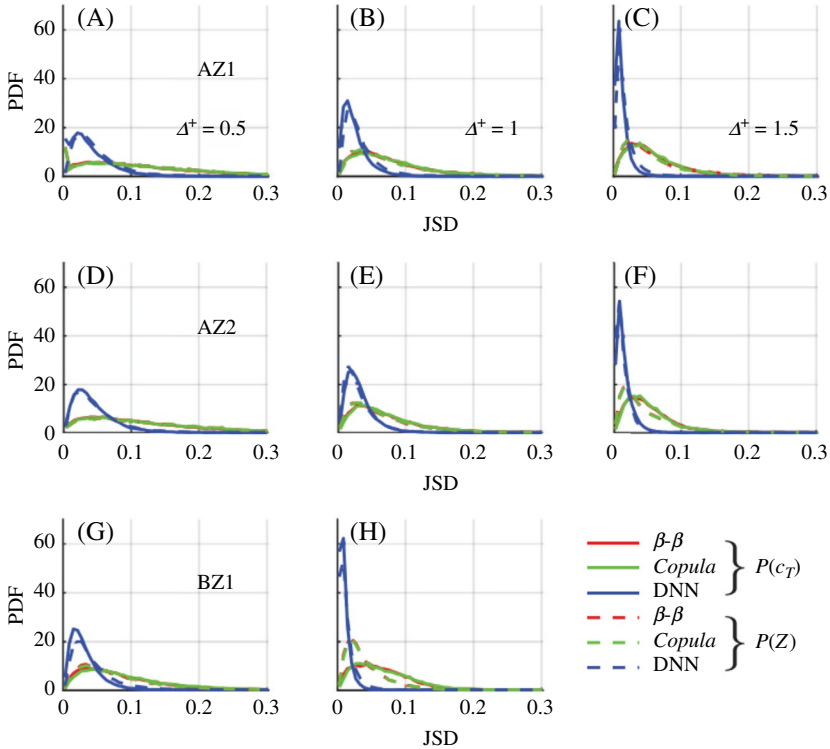 (A) (B) (C)
60
40
20
0
PDF
AZ1
Δ⁺ = 0.5
Δ⁺ = 1
Δ⁺ = 1.5
0 0.1 0.2 0.3
0 0.1 0.2 0.3
0 0.1 0.2 0.3
JSD JSD JSD
(D) (E) (F)
60
40
20
0
PDF
AZ2
0 0.1 0.2 0.3
0 0.1 0.2 0.3
0 0.1 0.2 0.3
JSD JSD JSD
(G) (H)
60
40
20
0
PDF
BZ1
0 0.1 0.2 0.3
0 0.1 0.2 0.3
JSD JSD
β-β
Copula } P(c_T)
DNN
β-β
Copula } P(Z)
DNN